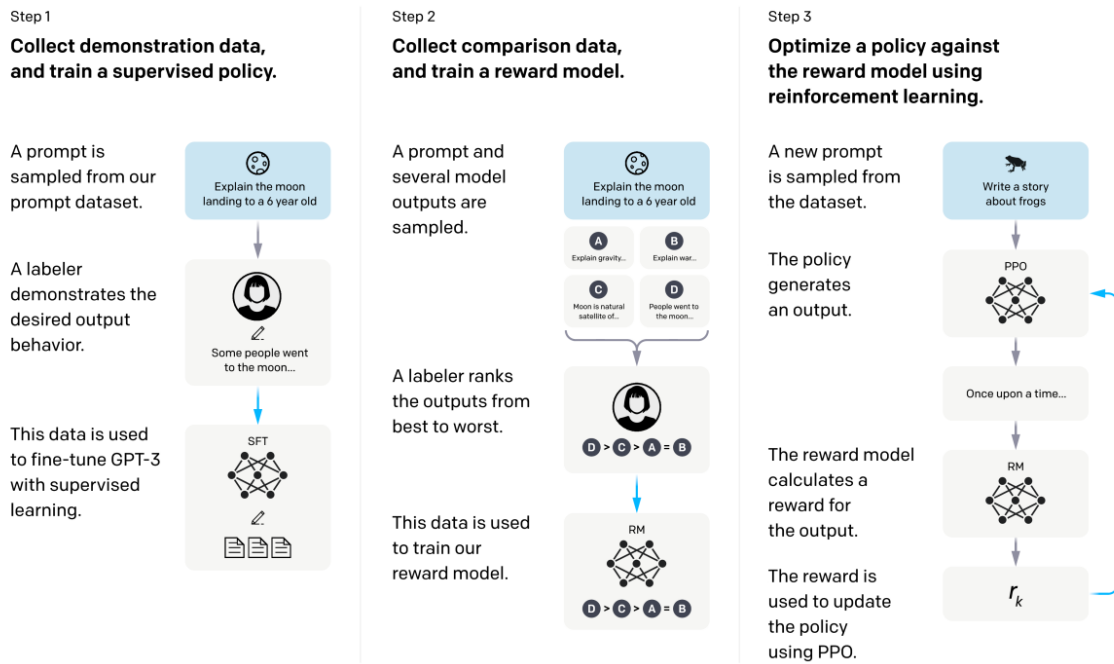 Step 1
Collect demonstration data,
and train a supervised policy.
A prompt is
sampled from our
prompt dataset.
Explain the moon
landing to a 6 year old
A labeler
demonstrates the
desired output
behavior.
Some people went
to the moon...
This data is used
to fine-tune GPT-3
with supervised
learning.
SFT
Step 2
Collect comparison data,
and train a reward model.
A prompt and
several model
outputs are
sampled.
Explain the moon
landing to a 6 year old
A
Explain gravity...
B
Explain war...
C
Moon is natural
satellite of...
D
People went to
the moon...
A labeler ranks
the outputs from
best to worst.
D > C > A = B
This data is used
to train our
reward model.
RM
D > C > A = B
Step 3
Optimize a policy against
the reward model using
reinforcement learning.
A new prompt
is sampled from
the dataset.
Write a story
about frogs
The policy
generates
an output.
PPO
Once upon a time...
The reward model
calculates a
reward for
the output.
RM
The reward is
used to update
the policy
using PPO.
r_k